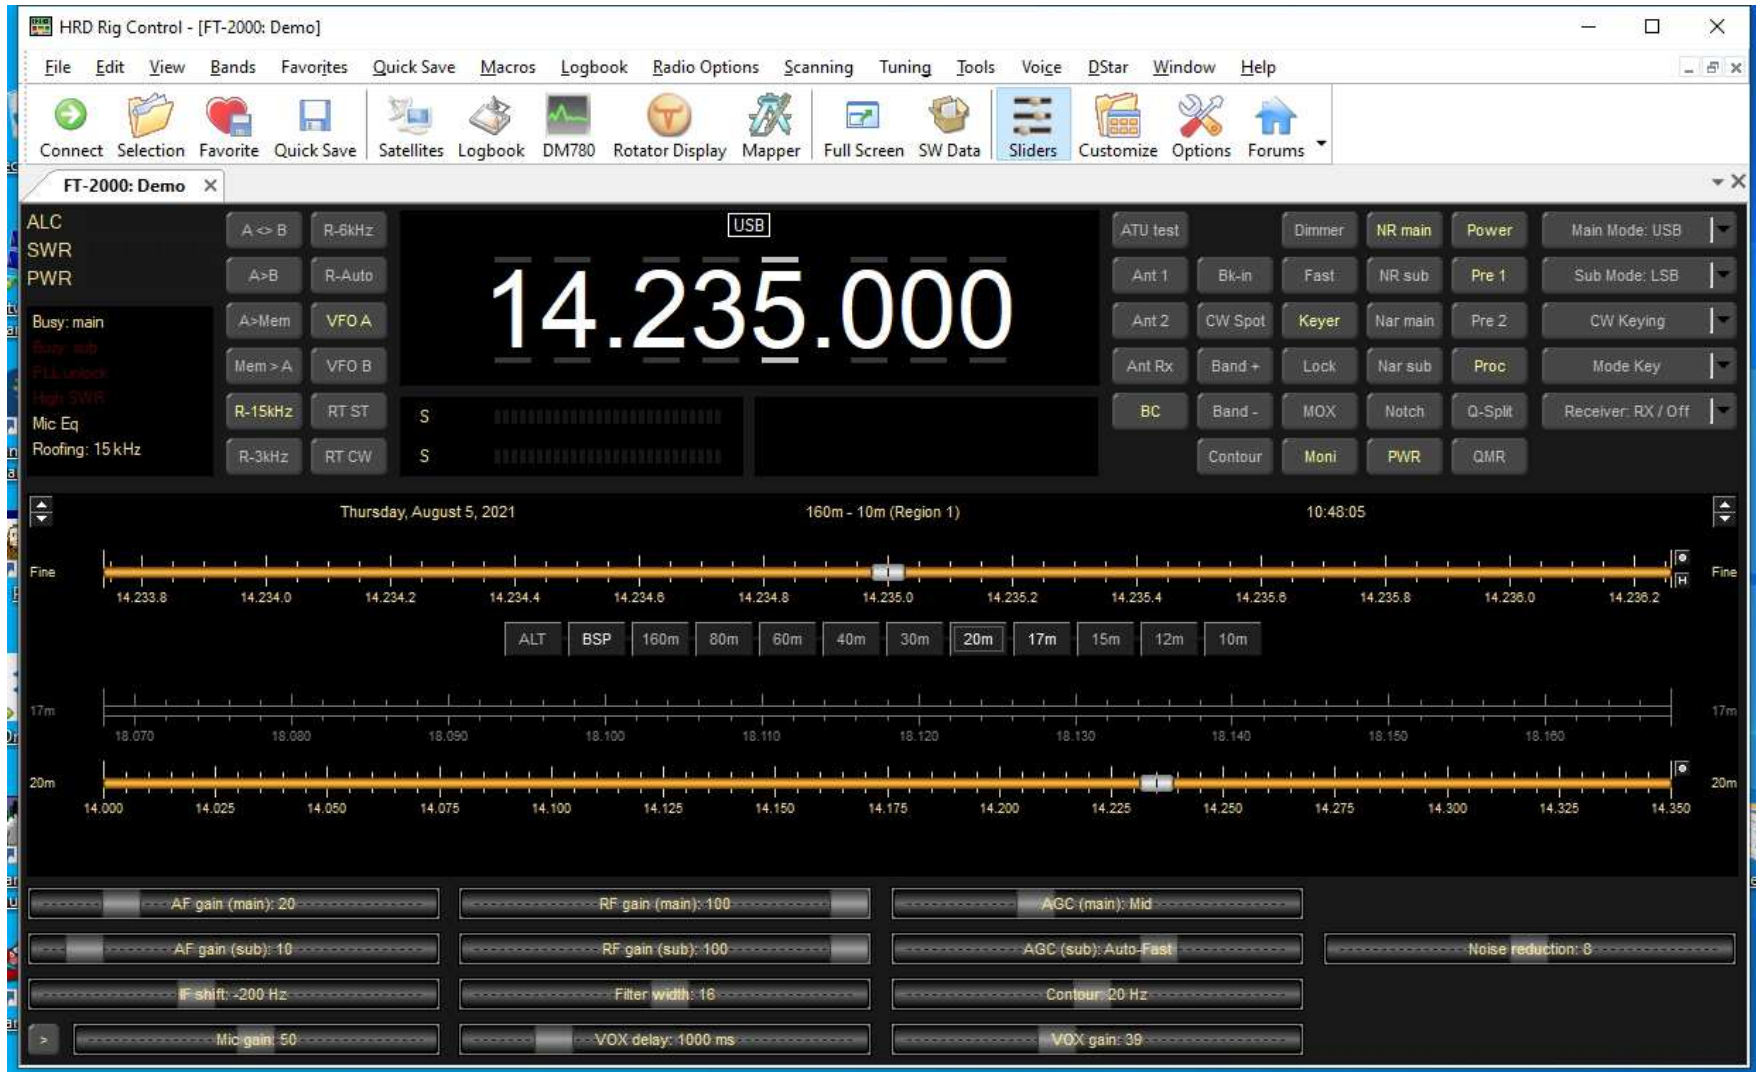 HRD Rig Control - [FT-2000: Demo]
File Edit View Bands Favorites Quick Save Macros Logbook Radio Options Scanning Tuning Tools Voice DStar Window Help
Connect Selection Favorite Quick Save Satellites Logbook DM780 Rotator Display Mapper Full Screen SW Data Sliders Customize Options Forums
FT-2000: Demo
ALC A <> B R-6kHz USB ATU test Dimmer NR main Power Main Mode: USB
SWR
PWR A>B R-Auto 14.235.000 Ant 1 Bk-in Fast NR sub Pre 1 Sub Mode: LSB
Busy: main A>Mem VFO A Ant 2 CW Spot Keyer Nar main Pre 2 CW Keying
Busy: sub
PLL unlock Mem > A VFO B Ant Rx Band + Lock Nar sub Proc Mode Key
High SWR
Mic Eq R-15kHz RT ST S BC Band - MOX Notch Q-Split Receiver: RX / Off
Roofing: 15 kHz R-3kHz RT CW S Contour Moni PWR QMR
Thursday, August 5, 2021 160m - 10m (Region 1) 10:48:05
Fine H Fine
14.233.8 14.234.0 14.234.2 14.234.4 14.234.6 14.234.8 14.235.0 14.235.2 14.235.4 14.235.6 14.235.8 14.236.0 14.236.2
ALT BSP 160m 80m 60m 40m 30m 20m 17m 15m 12m 10m
17m 17m
18.070 18.080 18.090 18.100 18.110 18.120 18.130 18.140 18.150 18.160
20m 20m
14.000 14.025 14.050 14.075 14.100 14.125 14.150 14.175 14.200 14.225 14.250 14.275 14.300 14.325 14.350
AF gain (main): 20 RF gain (main): 100 AGC (main): Mid
AF gain (sub): 10 RF gain (sub): 100 AGC (sub): Auto-Fast Noise reduction: 8
IF shift: -200 Hz Filter width: 16 Contour: 20 Hz
> Mic gain: 50 VOX delay: 1000 ms VOX gain: 39